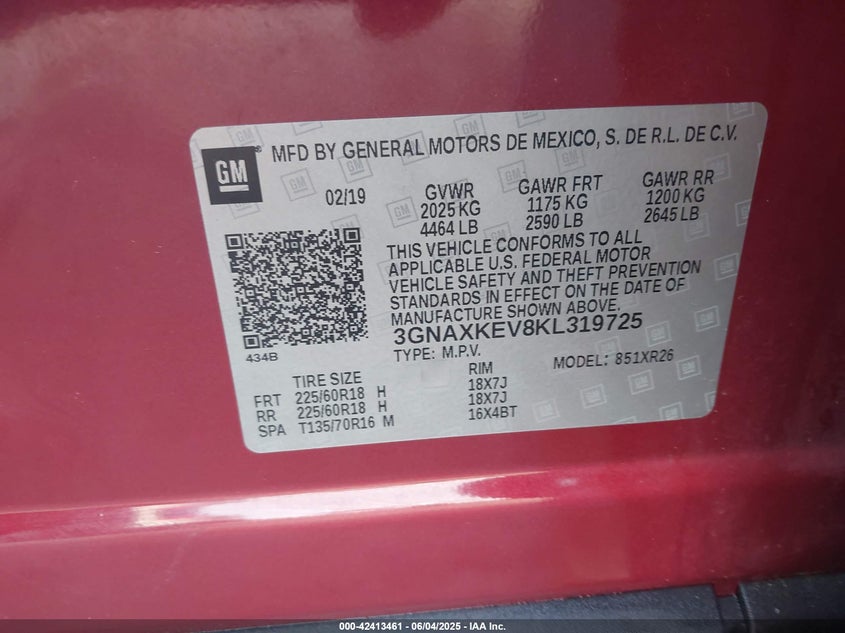 GM
MFD BY GENERAL MOTORS DE MEXICO, S. DE R.L. DE C.V.
02/19
GVWR GAWR FRT GAWR RR
2025 KG 1175 KG 1200 KG
4464 LB 2590 LB 2645 LB
THIS VEHICLE CONFORMS TO ALL
APPLICABLE U.S. FEDERAL MOTOR
VEHICLE SAFETY AND THEFT PREVENTION
STANDARDS IN EFFECT ON THE DATE OF
MANUFACTURE SHOWN ABOVE.
3GNAXKEV8KL319725
434B
TYPE: M.P.V. MODEL: 851XR26
TIRE SIZE RIM
FRT 225/60R18 H 18X7J
RR 225/60R18 H 18X7J
SPA T135/70R16 M 16X4BT
000-42413461 - 06/04/2025 - IAA Inc.